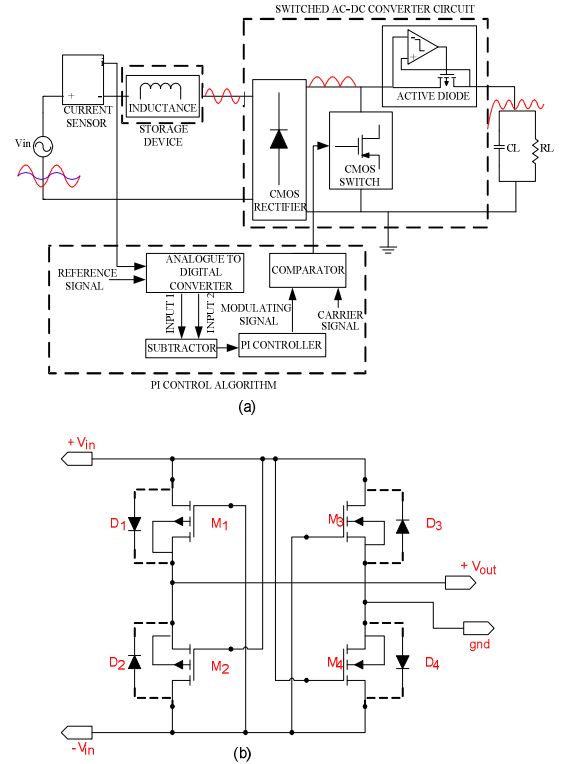 SWITCHED AC-DC CONVERTER CIRCUIT
ACTIVE DIODE
+
-
CURRENT
SENSOR
INDUCTANCE
STORAGE
DEVICE
Vin
+
-
CMOS
RECTIFIER
CMOS
SWITCH
CL
RL
REFERENCE
SIGNAL
ANALOGUE TO
DIGITAL
CONVERTER
COMPARATOR
INPUT 1
INPUT 2
MODULATING
SIGNAL
CARRIER
SIGNAL
SUBTRACTOR
PI CONTROLLER
PI CONTROL ALGORITHM
(a)
+ Vin
D1
M1
M3
D3
+ Vout
gnd
D2
M2
M4
D4
- Vin
(b)